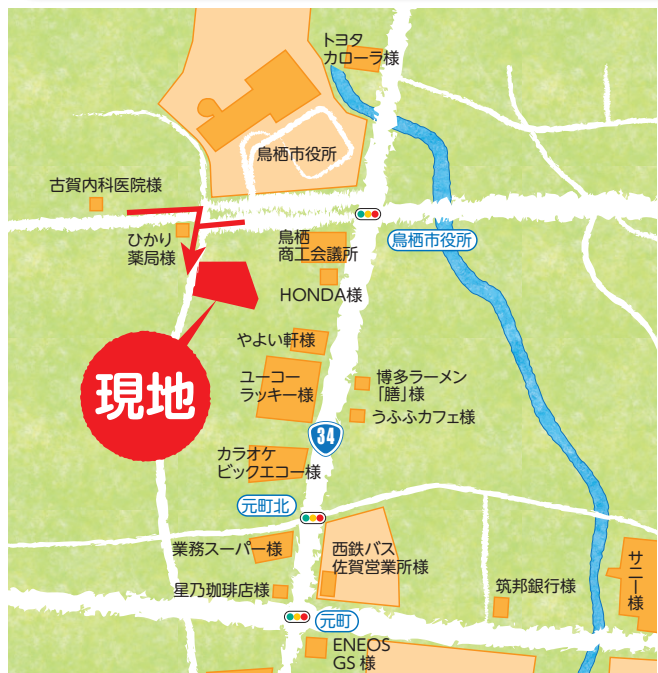 トヨタ
カローラ様
鳥栖市役所
古賀内科医院様
ひかり
薬局様
鳥栖
商工会議所
鳥栖市役所
HONDA様
やよい軒様
現地
ユーコー
ラッキー様
博多ラーメン
「膳」様
うふふカフェ様
34
カラオケ
ビックエコー様
元町北
業務スーパー様
西鉄バス
佐賀営業所様
サニー様
星乃珈琲店様
筑邦銀行様
元町
ENEOS
GS 様